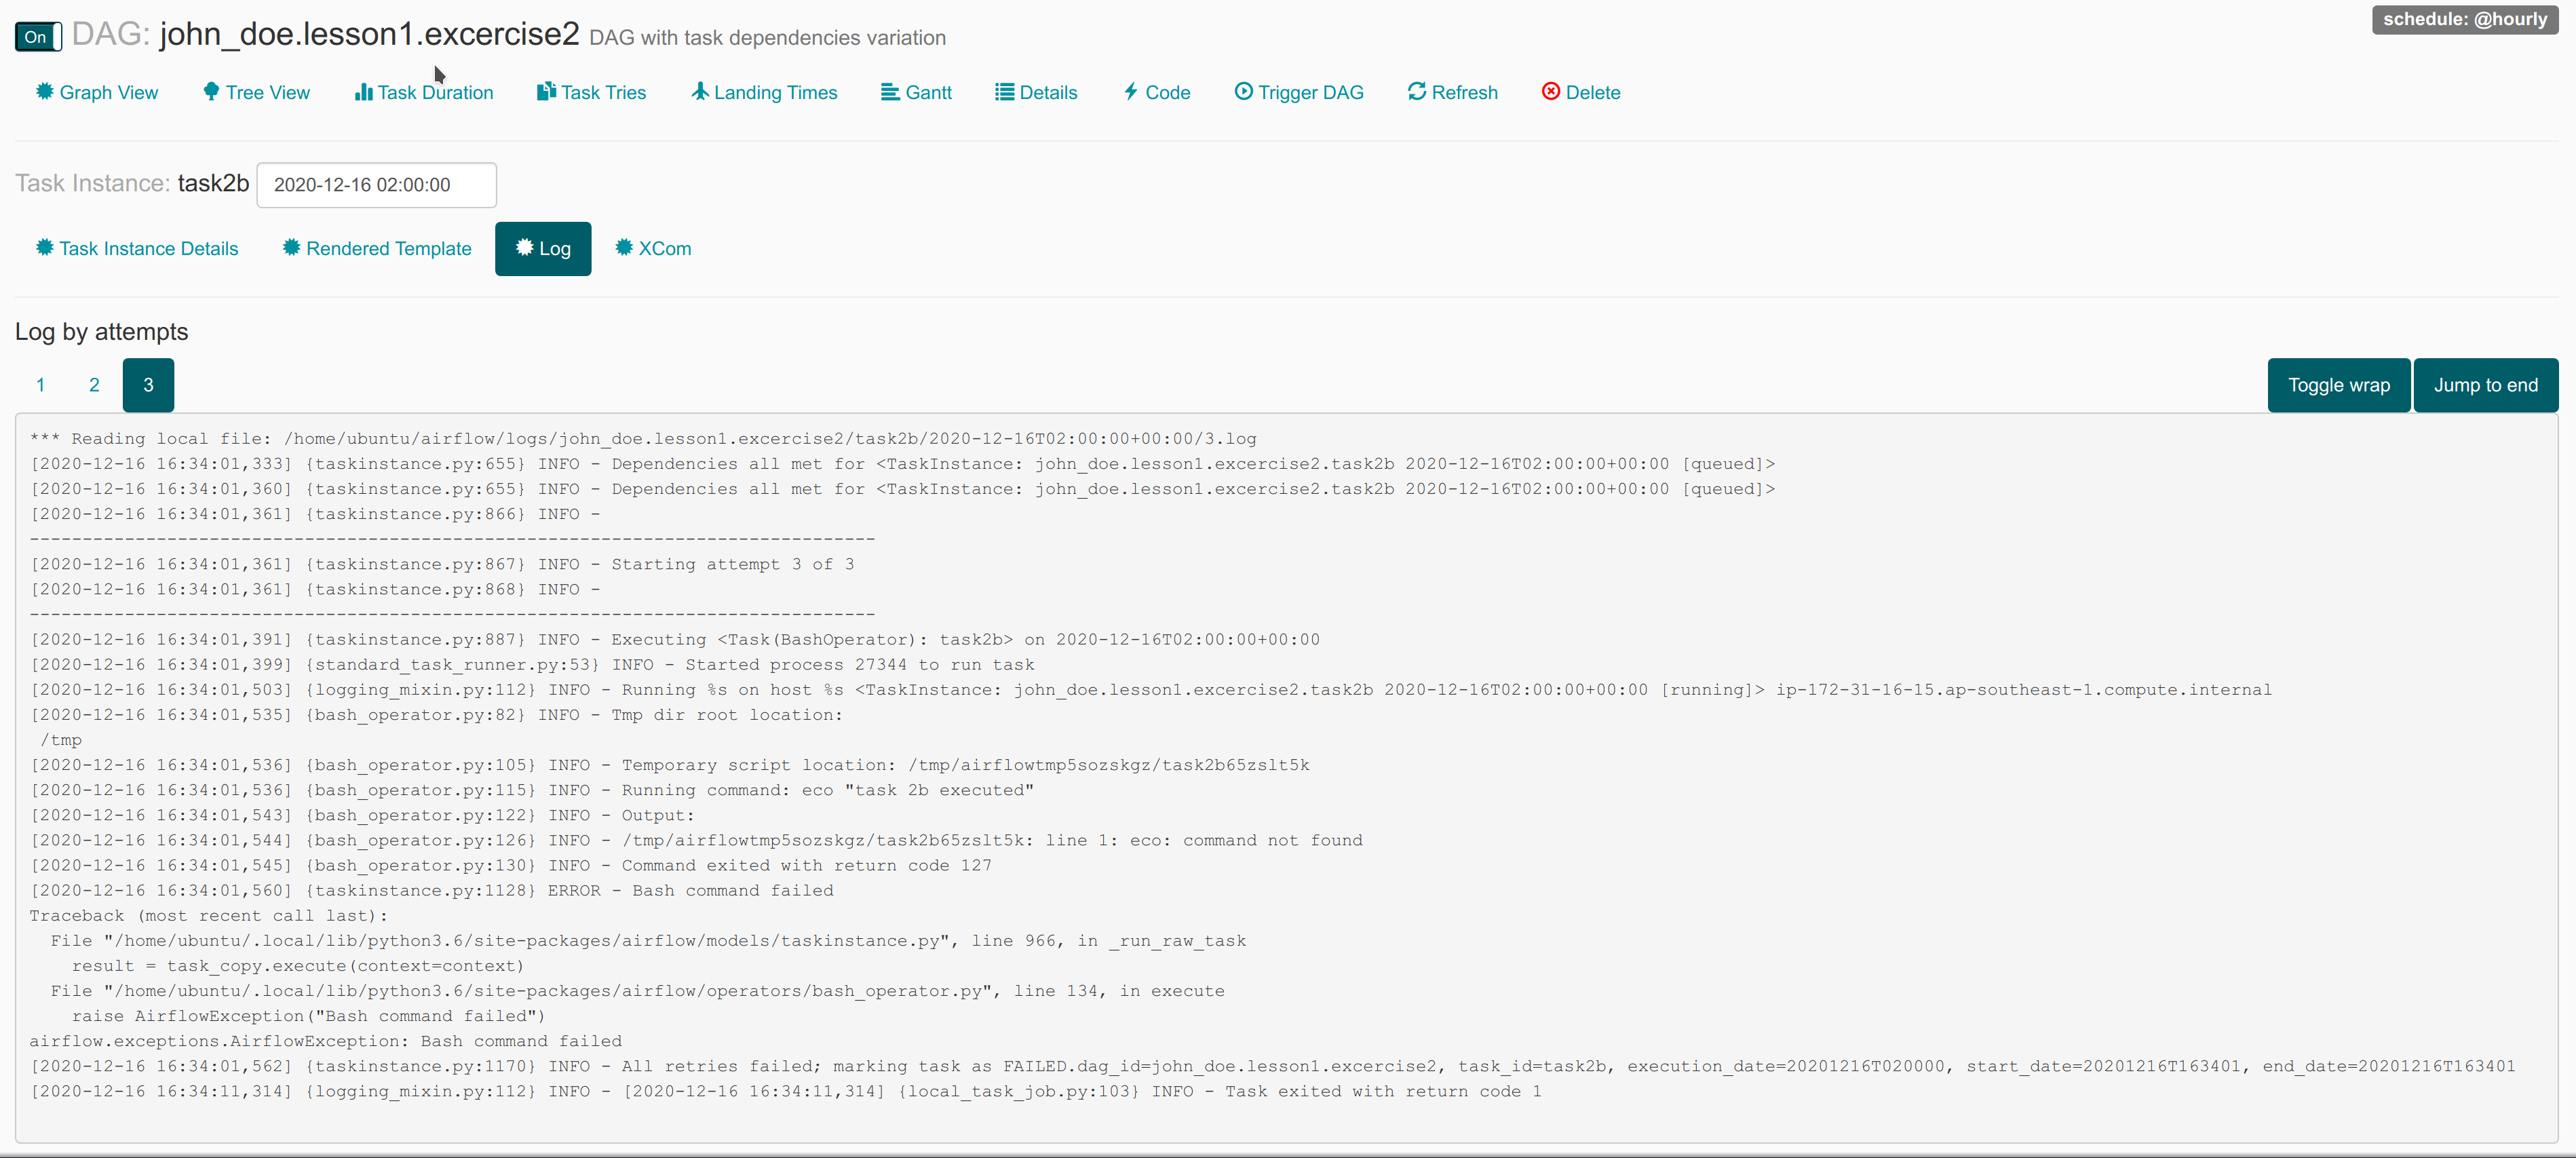 On DAG: john_doe.lesson1.excercise2 DAG with task dependencies variation schedule: @hourly
Graph View Tree View Task Duration Task Tries Landing Times Gantt Details Code Trigger DAG Refresh Delete
Task Instance: task2b 2020-12-16 02:00:00
Task Instance Details Rendered Template Log XCom
Log by attempts
1 2 3 Toggle wrap Jump to end
*** Reading local file: /home/ubuntu/airflow/logs/john_doe.lesson1.excercise2/task2b/2020-12-16T02:00:00+00:00/3.log
[2020-12-16 16:34:01,333] {taskinstance.py:655} INFO - Dependencies all met for <TaskInstance: john_doe.lesson1.excercise2.task2b 2020-12-16T02:00:00+00:00 [queued]>
[2020-12-16 16:34:01,360] {taskinstance.py:655} INFO - Dependencies all met for <TaskInstance: john_doe.lesson1.excercise2.task2b 2020-12-16T02:00:00+00:00 [queued]>
[2020-12-16 16:34:01,361] {taskinstance.py:866} INFO -
--------------------------------------------------------------------------------
[2020-12-16 16:34:01,361] {taskinstance.py:867} INFO - Starting attempt 3 of 3
[2020-12-16 16:34:01,361] {taskinstance.py:868} INFO -
--------------------------------------------------------------------------------
[2020-12-16 16:34:01,391] {taskinstance.py:887} INFO - Executing <Task(BashOperator): task2b> on 2020-12-16T02:00:00+00:00
[2020-12-16 16:34:01,399] {standard_task_runner.py:53} INFO - Started process 27344 to run task
[2020-12-16 16:34:01,503] {logging_mixin.py:112} INFO - Running %s on host %s <TaskInstance: john_doe.lesson1.excercise2.task2b 2020-12-16T02:00:00+00:00 [running]> ip-172-31-16-15.ap-southeast-1.compute.internal
[2020-12-16 16:34:01,535] {bash_operator.py:82} INFO - Tmp dir root location:
 /tmp
[2020-12-16 16:34:01,536] {bash_operator.py:105} INFO - Temporary script location: /tmp/airflowtmp5sozskgz/task2b65zslt5k
[2020-12-16 16:34:01,536] {bash_operator.py:115} INFO - Running command: eco "task 2b executed"
[2020-12-16 16:34:01,543] {bash_operator.py:122} INFO - Output:
[2020-12-16 16:34:01,544] {bash_operator.py:126} INFO - /tmp/airflowtmp5sozskgz/task2b65zslt5k: line 1: eco: command not found
[2020-12-16 16:34:01,545] {bash_operator.py:130} INFO - Command exited with return code 127
[2020-12-16 16:34:01,560] {taskinstance.py:1128} ERROR - Bash command failed
Traceback (most recent call last):
  File "/home/ubuntu/.local/lib/python3.6/site-packages/airflow/models/taskinstance.py", line 966, in _run_raw_task
    result = task_copy.execute(context=context)
  File "/home/ubuntu/.local/lib/python3.6/site-packages/airflow/operators/bash_operator.py", line 134, in execute
    raise AirflowException("Bash command failed")
airflow.exceptions.AirflowException: Bash command failed
[2020-12-16 16:34:01,562] {taskinstance.py:1170} INFO - All retries failed; marking task as FAILED.dag_id=john_doe.lesson1.excercise2, task_id=task2b, execution_date=20201216T020000, start_date=20201216T163401, end_date=20201216T163401
[2020-12-16 16:34:11,314] {logging_mixin.py:112} INFO - [2020-12-16 16:34:11,314] {local_task_job.py:103} INFO - Task exited with return code 1